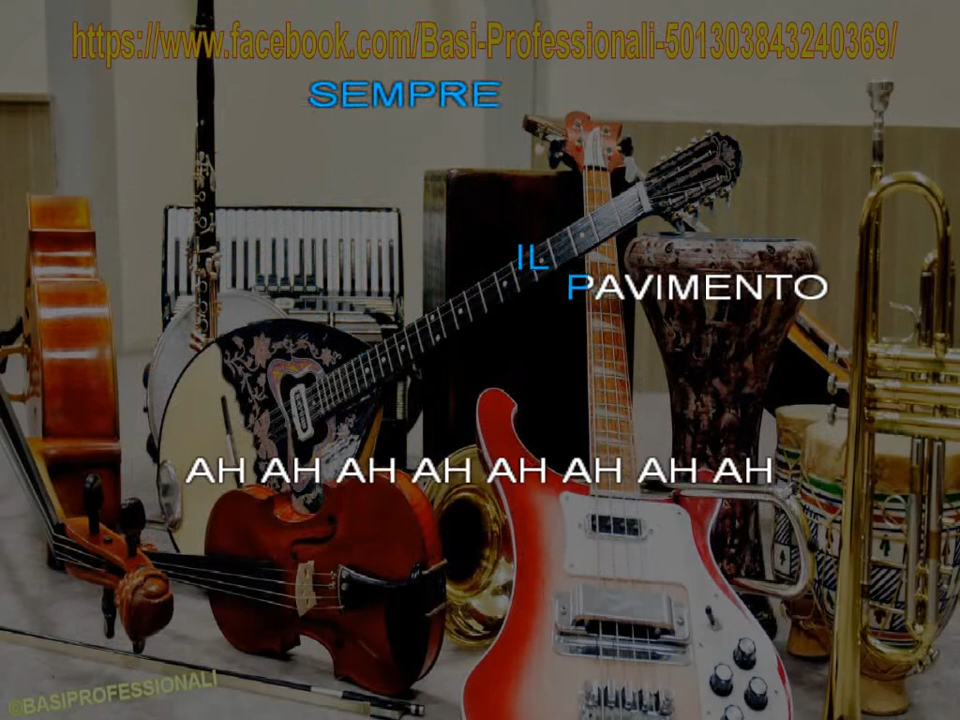 https://www.facebook.com/Basi-Professionali-501303843240369/
SEMPRE
IL
PAVIMENTO
AH AH AH AH AH AH AH AH
©BASIPROFESSIONALI